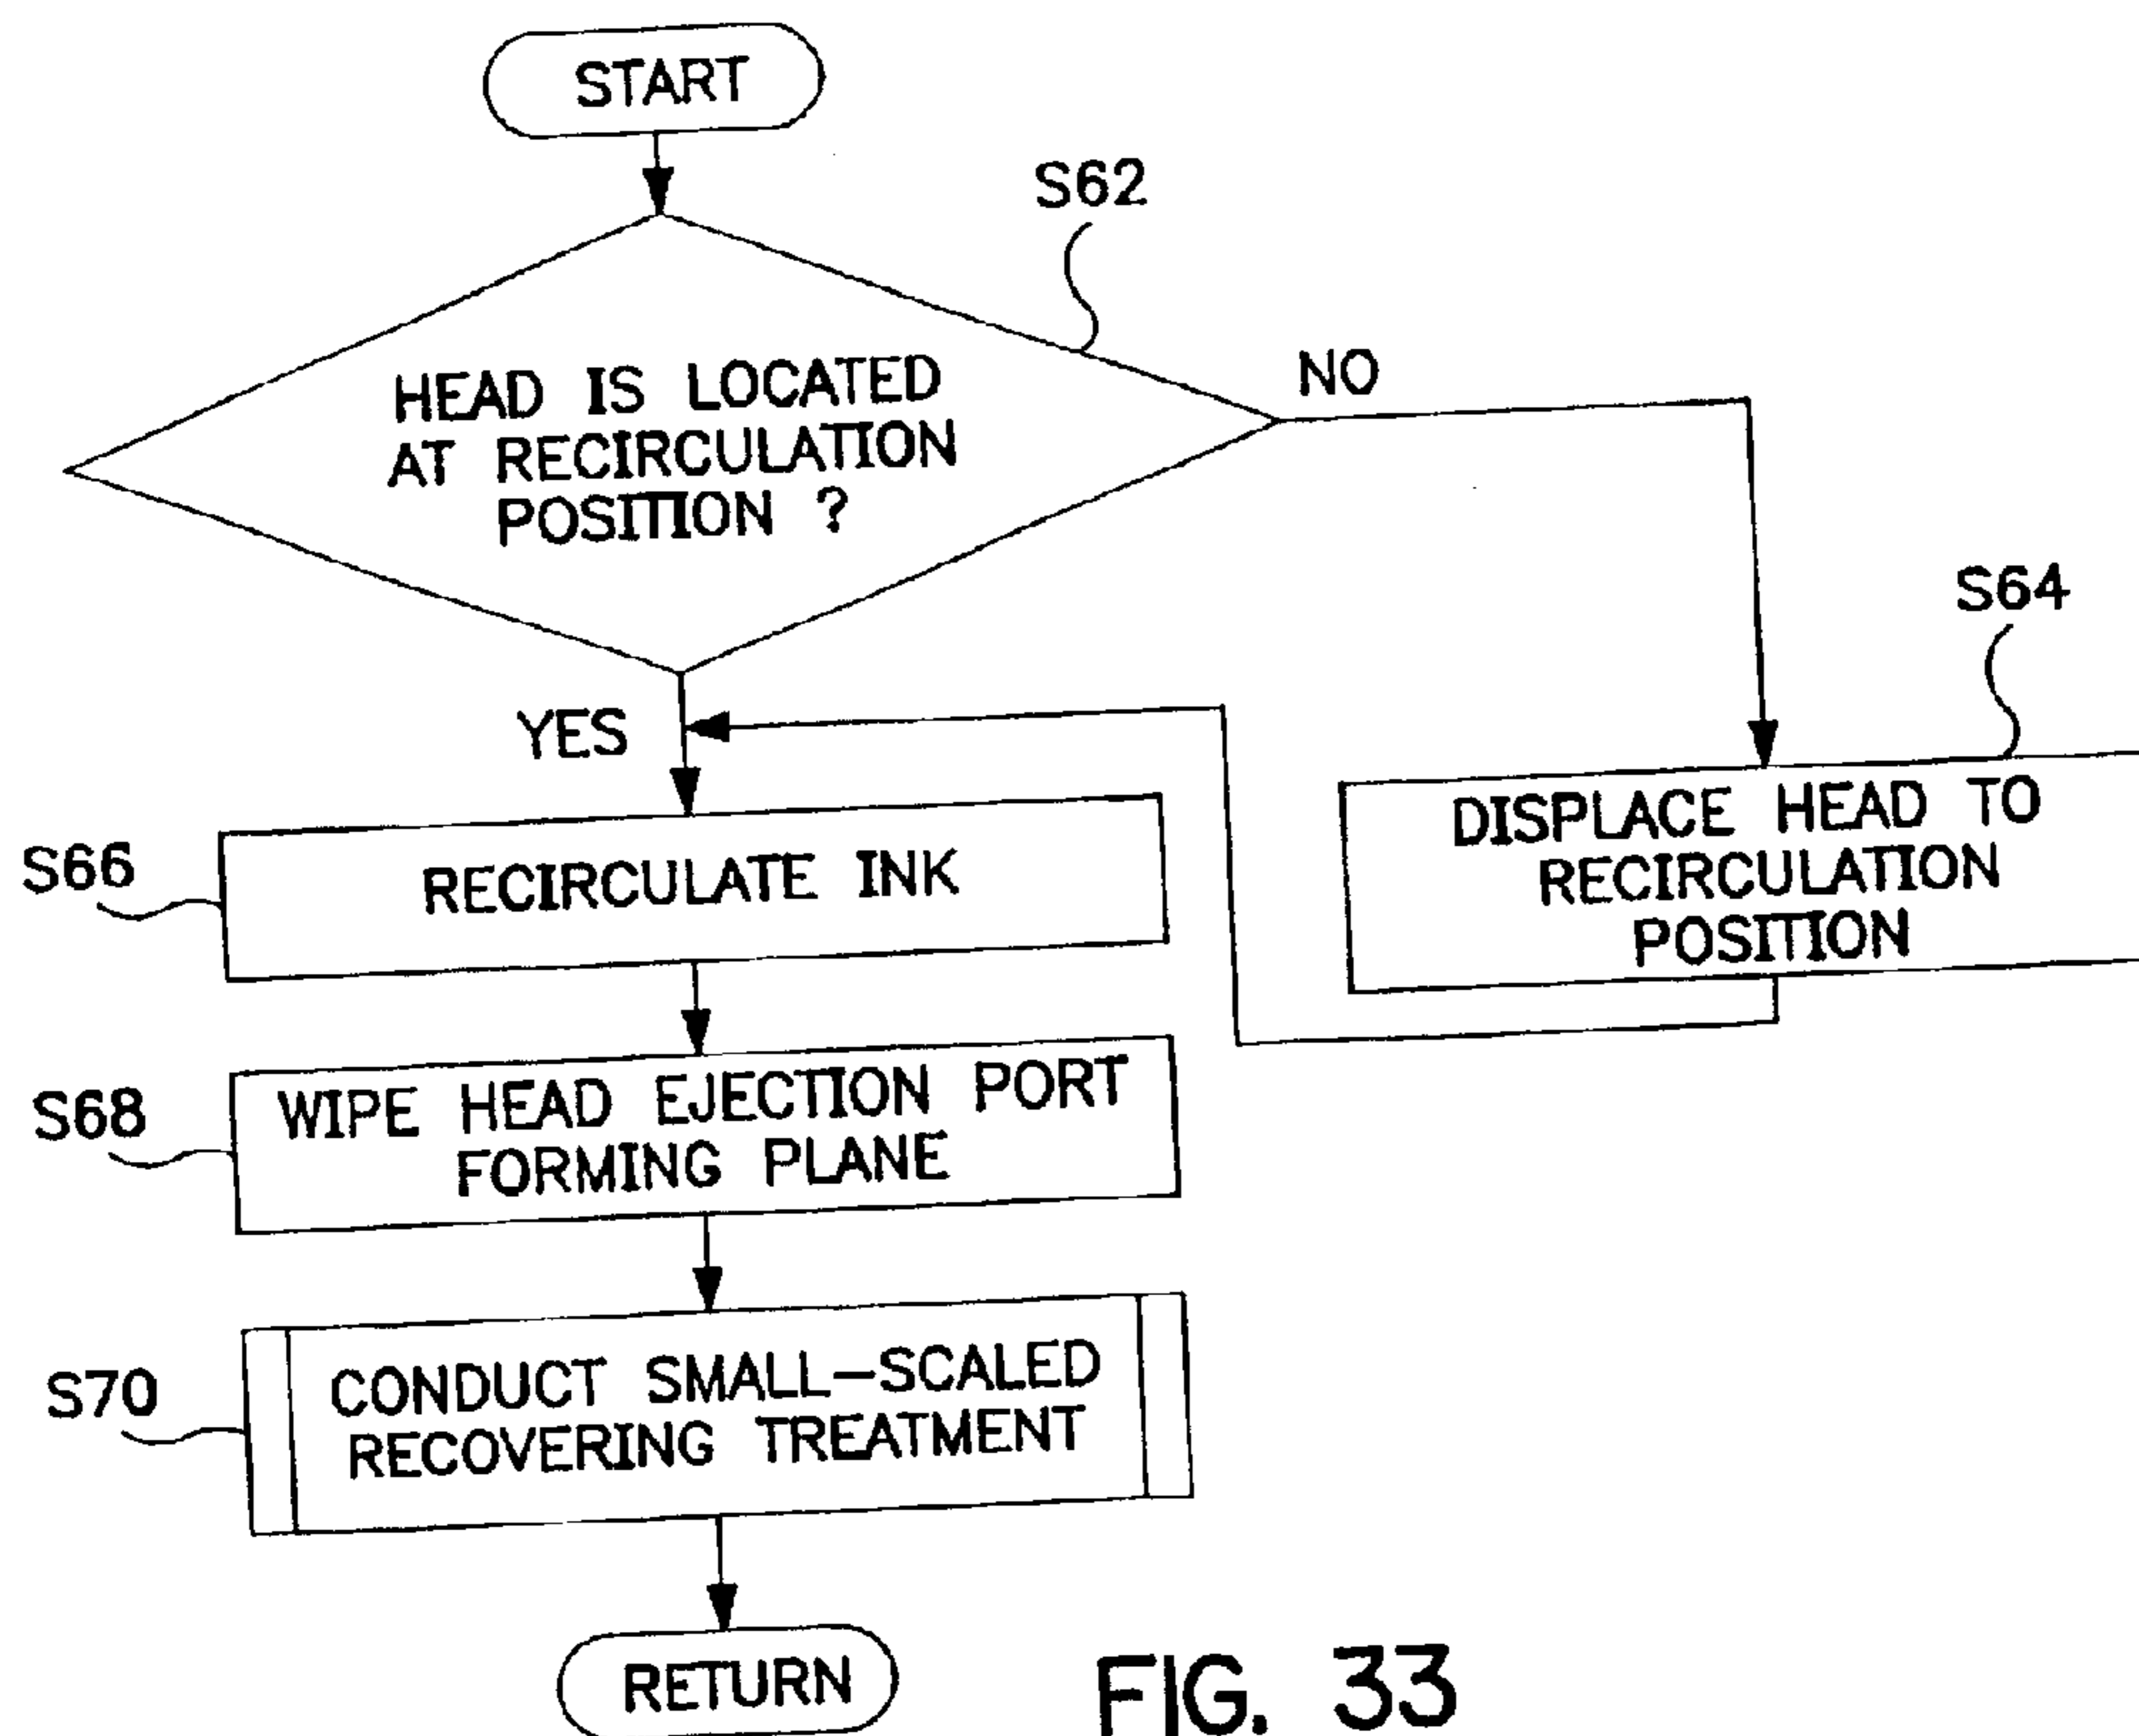 START
S62
HEAD IS LOCATED
AT RECIRCULATION
POSITION ?
NO
YES
S64
DISPLACE HEAD TO
RECIRCULATION
POSITION
S66
RECIRCULATE INK
S68
WIPE HEAD EJECTION PORT
FORMING PLANE
S70
CONDUCT SMALL-SCALED
RECOVERING TREATMENT
RETURN
FIG. 33